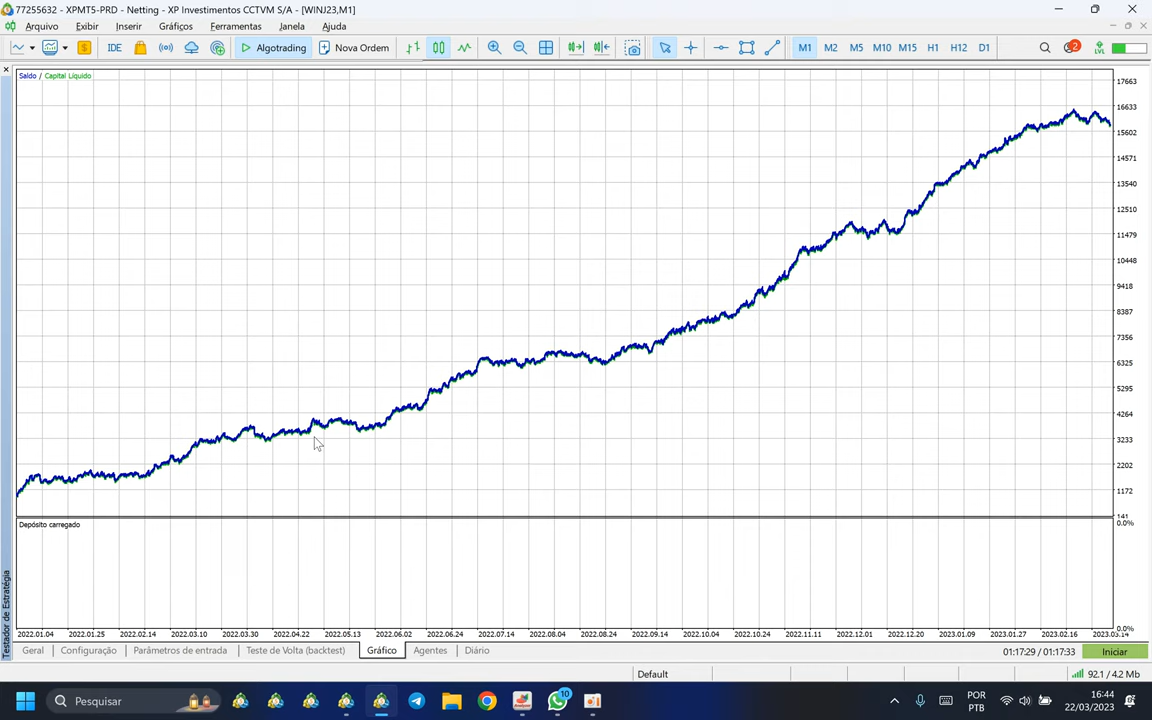 77255632 - XPMT5-PRD - Netting - XP Investimentos CCTVM S/A - [WINJ23,M1]
Arquivo Exibir Inserir Gráficos Ferramentas Janela Ajuda
IDE Algotrading Nova Ordem M1 M2 M5 M10 M15 H1 H12 D1 2 LVL
Saldo / Capital Líquido
17663
16633
15602
14571
13540
12510
11479
10448
9418
8387
7356
6325
5295
4264
3233
2202
1172
141
Depósito carregado
0.0%
0.0%
2022.01.04 2022.01.25 2022.02.14 2022.03.10 2022.03.30 2022.04.22 2022.05.13 2022.06.02 2022.06.24 2022.07.14 2022.08.04 2022.08.24 2022.09.14 2022.10.04 2022.10.24 2022.11.11 2022.12.01 2022.12.20 2023.01.09 2023.01.27 2023.02.16 2023.03.14
Testador de Estratégia
Geral Configuração Parâmetros de entrada Teste de Volta (backtest) Gráfico Agentes Diário 01:17:29 / 01:17:33 Iniciar
Default 92.1 / 4.2 Mb
Pesquisar 10 POR PTB 16:44 22/03/2023